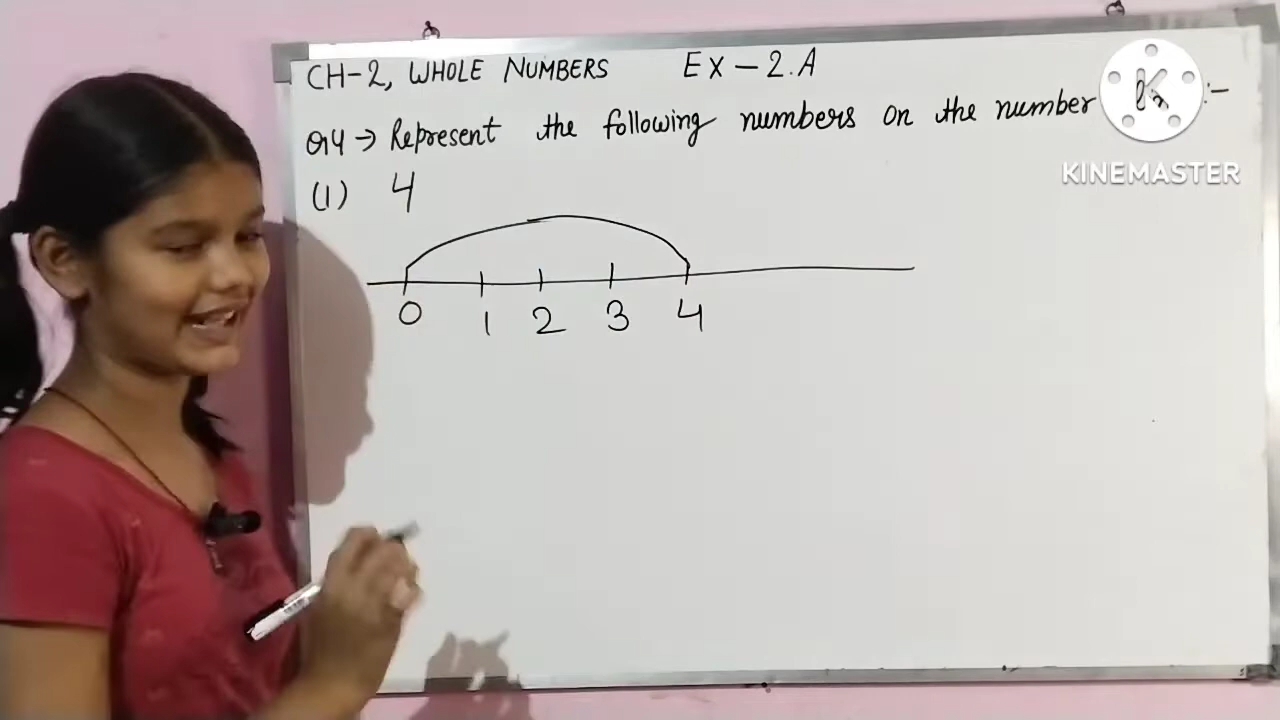 CH-2, WHOLE NUMBERS EX-2.A
Q4 → Represent the following numbers on the number :-
(1) 4
0 1 2 3 4
KINEMASTER